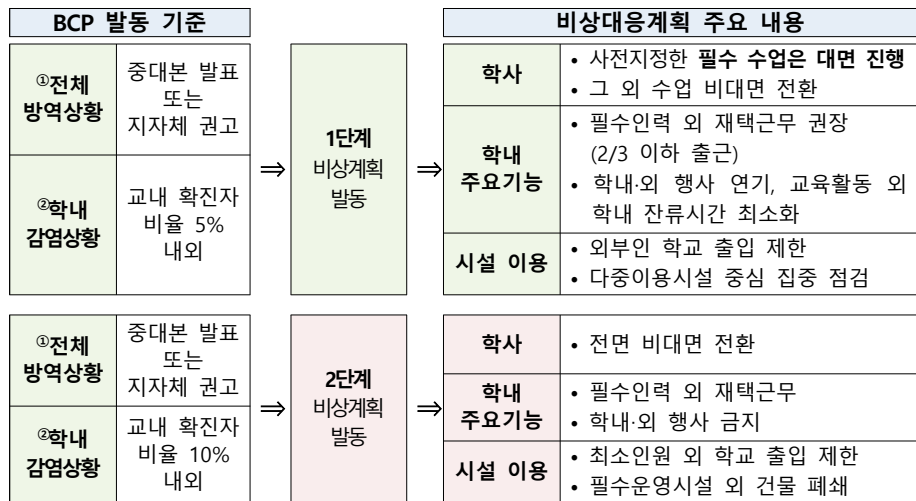 BCP 발동 기준
비상대응계획 주요 내용
①전체
방역상황
중대본 발표
또는
지자체 권고
②학내
감염상황
교내 확진자
비율 5%
내외
⇒
1단계
비상계획
발동
⇒
학사
• 사전지정한 필수 수업은 대면 진행
• 그 외 수업 비대면 전환
학내
주요기능
• 필수인력 외 재택근무 권장
(2/3 이하 출근)
• 학내·외 행사 연기, 교육활동 외
학내 잔류시간 최소화
시설 이용
• 외부인 학교 출입 제한
• 다중이용시설 중심 집중 점검
①전체
방역상황
중대본 발표
또는
지자체 권고
②학내
감염상황
교내 확진자
비율 10%
내외
⇒
2단계
비상계획
발동
⇒
학사
• 전면 비대면 전환
학내
주요기능
• 필수인력 외 재택근무
• 학내·외 행사 금지
시설 이용
• 최소인원 외 학교 출입 제한
• 필수운영시설 외 건물 폐쇄